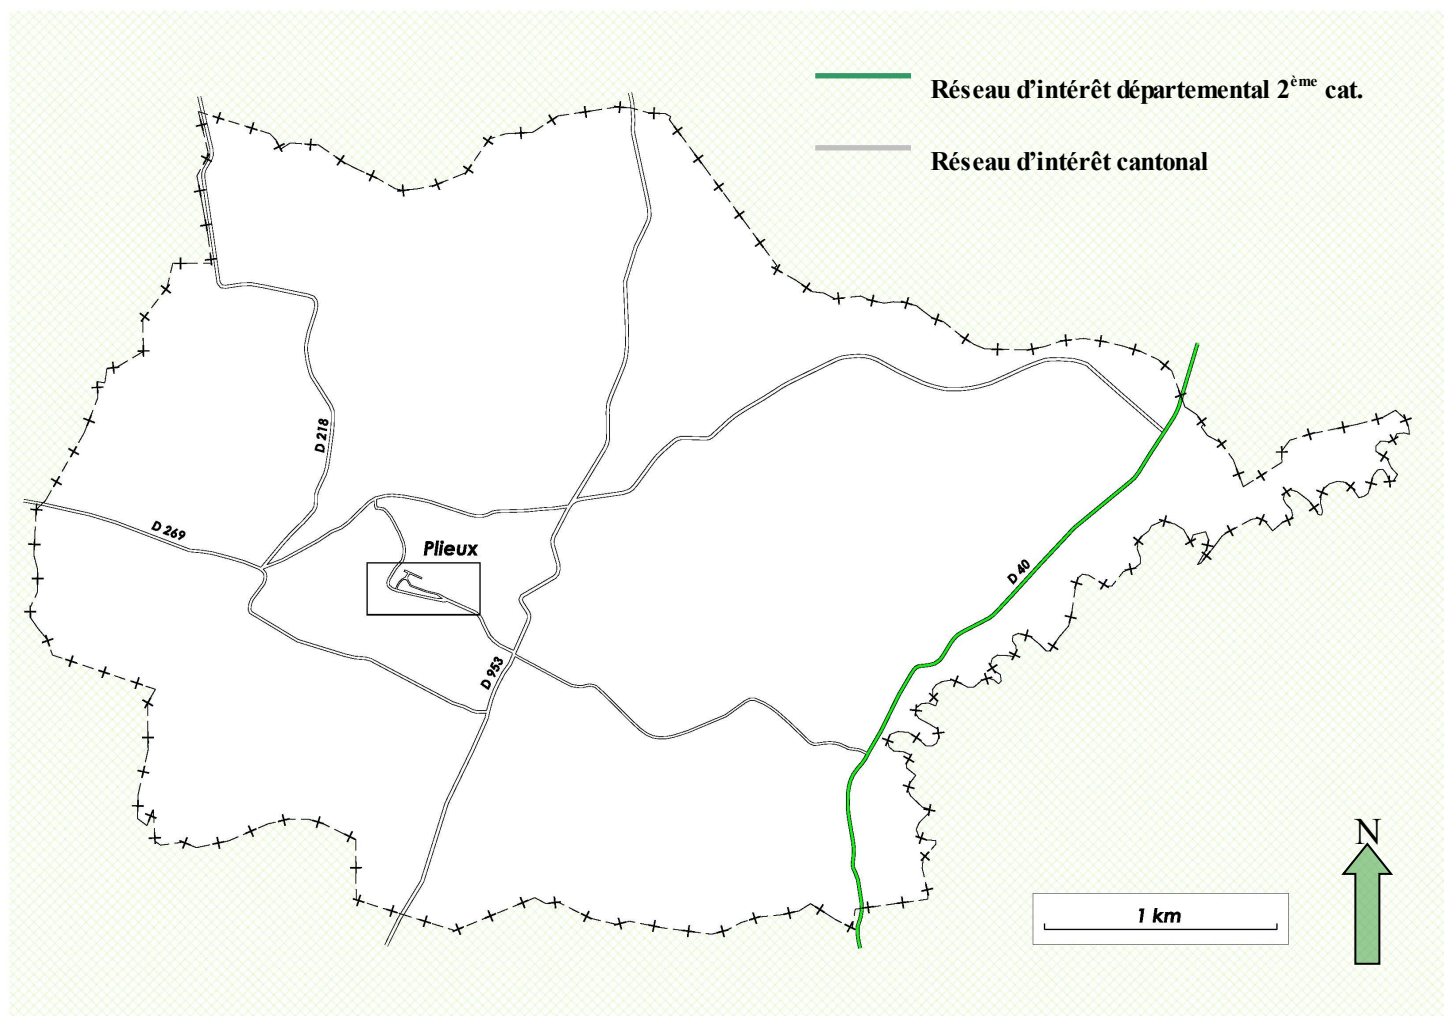 Réseau d'intérêt départemental 2ème cat.
Réseau d'intérêt cantonal
D 218
D 269
Plieux
D 40
D 953
N
1 km